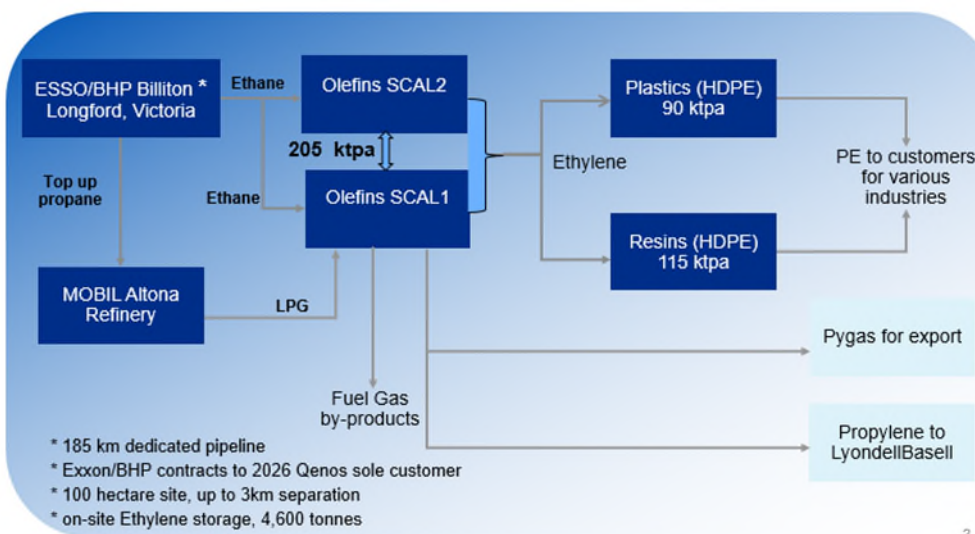 ESSO/BHP Billiton *
Longford, Victoria
Ethane
Olefins SCAL2
Plastics (HDPE)
90 ktpa
205 ktpa
Ethylene
PE to customers
for various
industries
Top up
propane
Ethane
Olefins SCAL1
Resins (HDPE)
115 ktpa
MOBIL Altona
Refinery
LPG
Pygas for export
Fuel Gas
by-products
Propylene to
LyondellBasell
* 185 km dedicated pipeline
* Exxon/BHP contracts to 2026 Qenos sole customer
* 100 hectare site, up to 3km separation
* on-site Ethylene storage, 4,600 tonnes